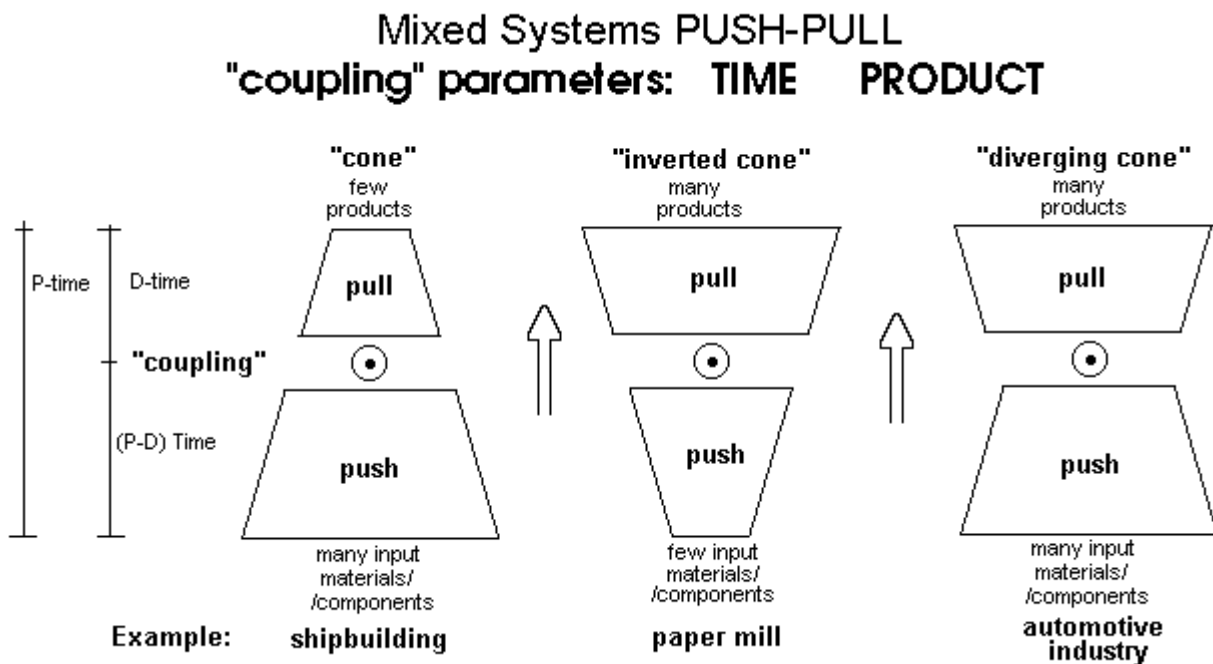 Mixed Systems PUSH-PULL
"coupling" parameters: TIME PRODUCT
"cone"
few
products
"inverted cone"
many
products
"diverging cone"
many
products
P-time
D-time
pull
pull
pull
"coupling"
(P-D) Time
push
push
push
many input
materials/
/components
few input
materials/
/components
many input
materials/
/components
Example:
shipbuilding
paper mill
automotive
industry